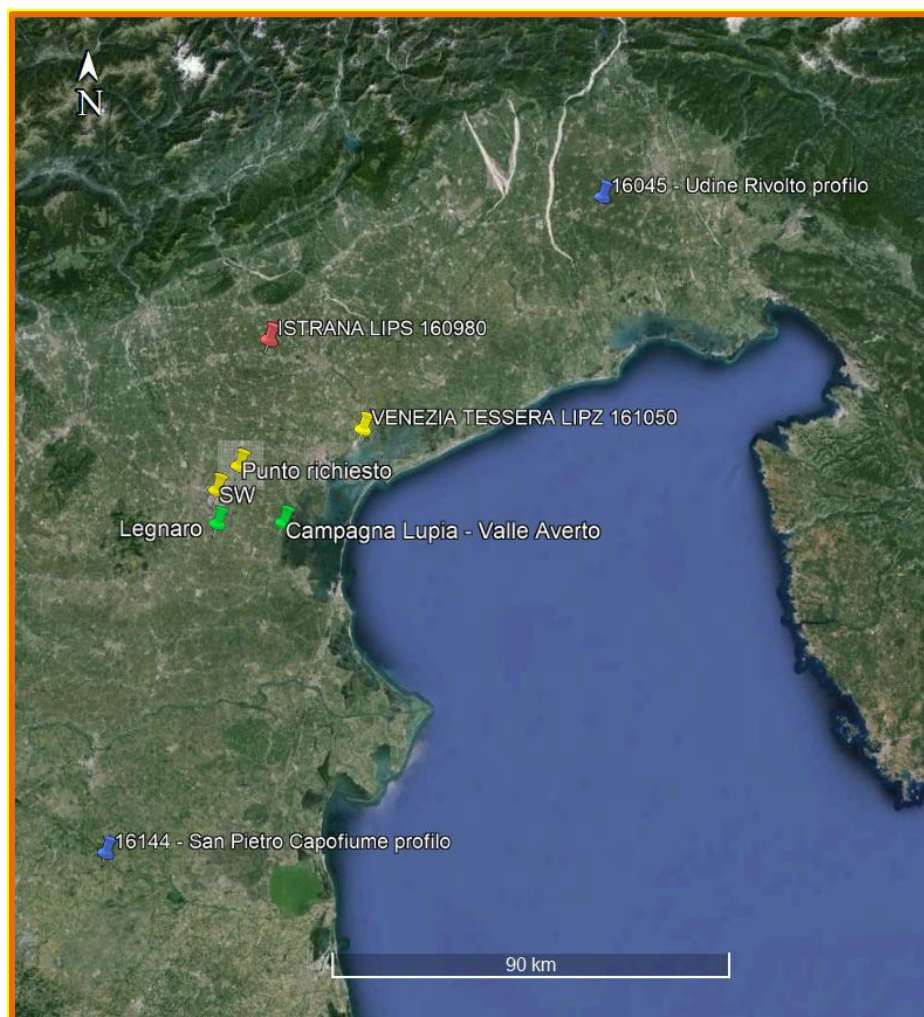 N
16045 - Udine Rivolto profilo
ISTRANA LIPS 160980
VENEZIA TESSERA LIPZ 161050
Punto richiesto
SW
Legnaro
Campagna Lupia - Valle Averto
16144 - San Pietro Capofiume profilo
90 km